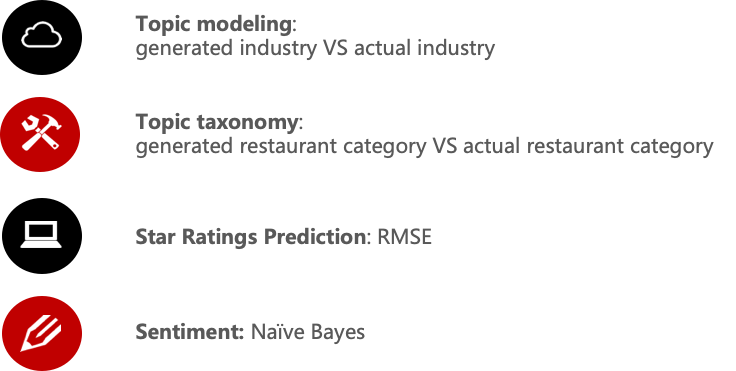 Topic modeling:
generated industry VS actual industry
Topic taxonomy:
generated restaurant category VS actual restaurant category
Star Ratings Prediction: RMSE
Sentiment: Naïve Bayes